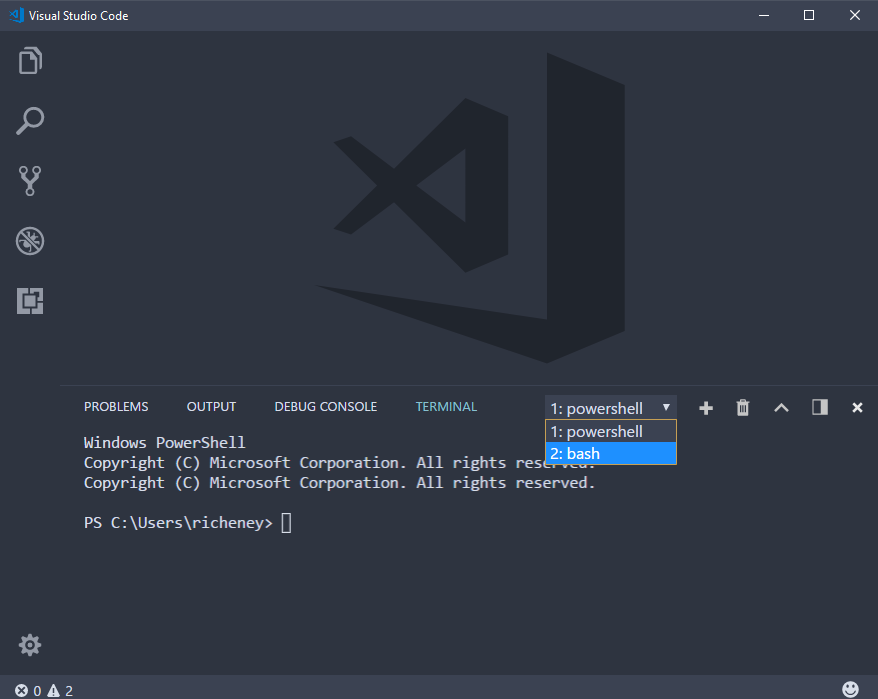 Visual Studio Code
PROBLEMS OUTPUT DEBUG CONSOLE TERMINAL 1: powershell
1: powershell
2: bash
Windows PowerShell
Copyright (C) Microsoft Corporation. All rights reserved.
Copyright (C) Microsoft Corporation. All rights reserved.
PS C:\Users\richeney>
0 2